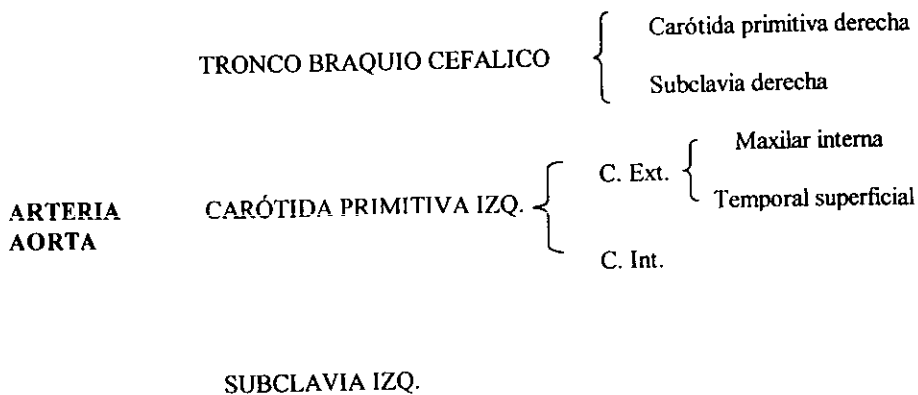 TRONCO BRAQUIO CEFALICO
Carótida primitiva derecha
Subclavia derecha
ARTERIA
AORTA
CARÓTIDA PRIMITIVA IZQ.
C. Ext.
Maxilar interna
Temporal superficial
C. Int.
SUBCLAVIA IZQ.